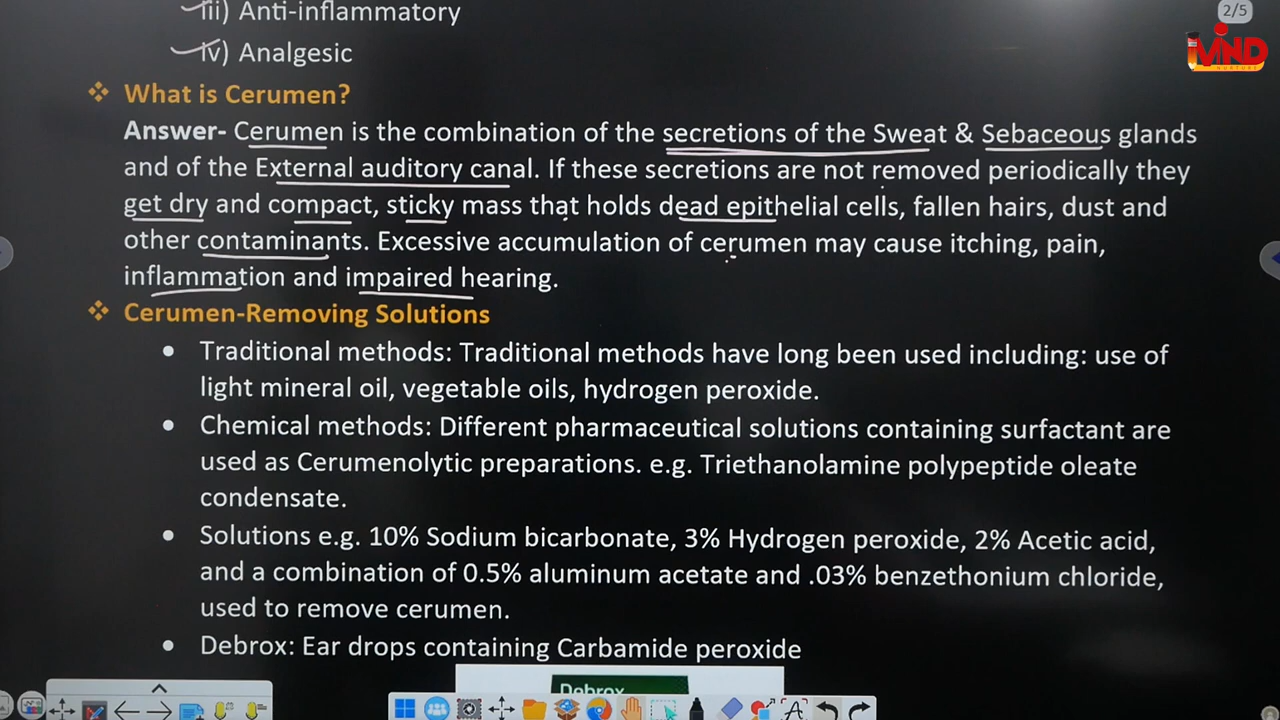 iii) Anti-inflammatory
2/5
MIND
iv) Analgesic
❖ What is Cerumen?
Answer- Cerumen is the combination of the secretions of the Sweat & Sebaceous glands
and of the External auditory canal. If these secretions are not removed periodically they
get dry and compact, sticky mass that holds dead epithelial cells, fallen hairs, dust and
other contaminants. Excessive accumulation of cerumen may cause itching, pain,
inflammation and impaired hearing.
❖ Cerumen-Removing Solutions
• Traditional methods: Traditional methods have long been used including: use of
light mineral oil, vegetable oils, hydrogen peroxide.
• Chemical methods: Different pharmaceutical solutions containing surfactant are
used as Cerumenolytic preparations. e.g. Triethanolamine polypeptide oleate
condensate.
• Solutions e.g. 10% Sodium bicarbonate, 3% Hydrogen peroxide, 2% Acetic acid,
and a combination of 0.5% aluminum acetate and .03% benzethonium chloride,
used to remove cerumen.
• Debrox: Ear drops containing Carbamide peroxide
Debrox